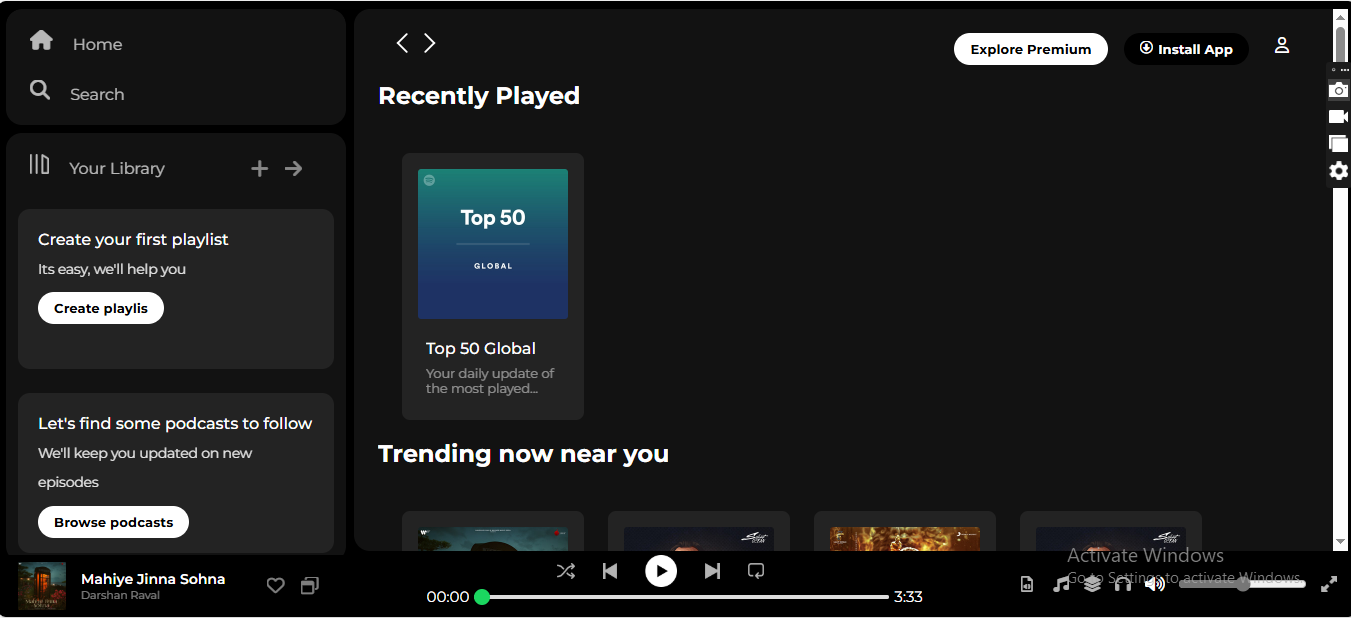 Home
Search
Your Library
Create your first playlist
Its easy, we'll help you
Create playlis
Let's find some podcasts to follow
We'll keep you updated on new
episodes
Browse podcasts
Explore Premium
Install App
Recently Played
Top 50
GLOBAL
Top 50 Global
Your daily update of
the most played...
Trending now near you
Activate Windows
Go to Settings to activate Windows.
Mahiye Jinna Sohna
Darshan Raval
00:00
3:33